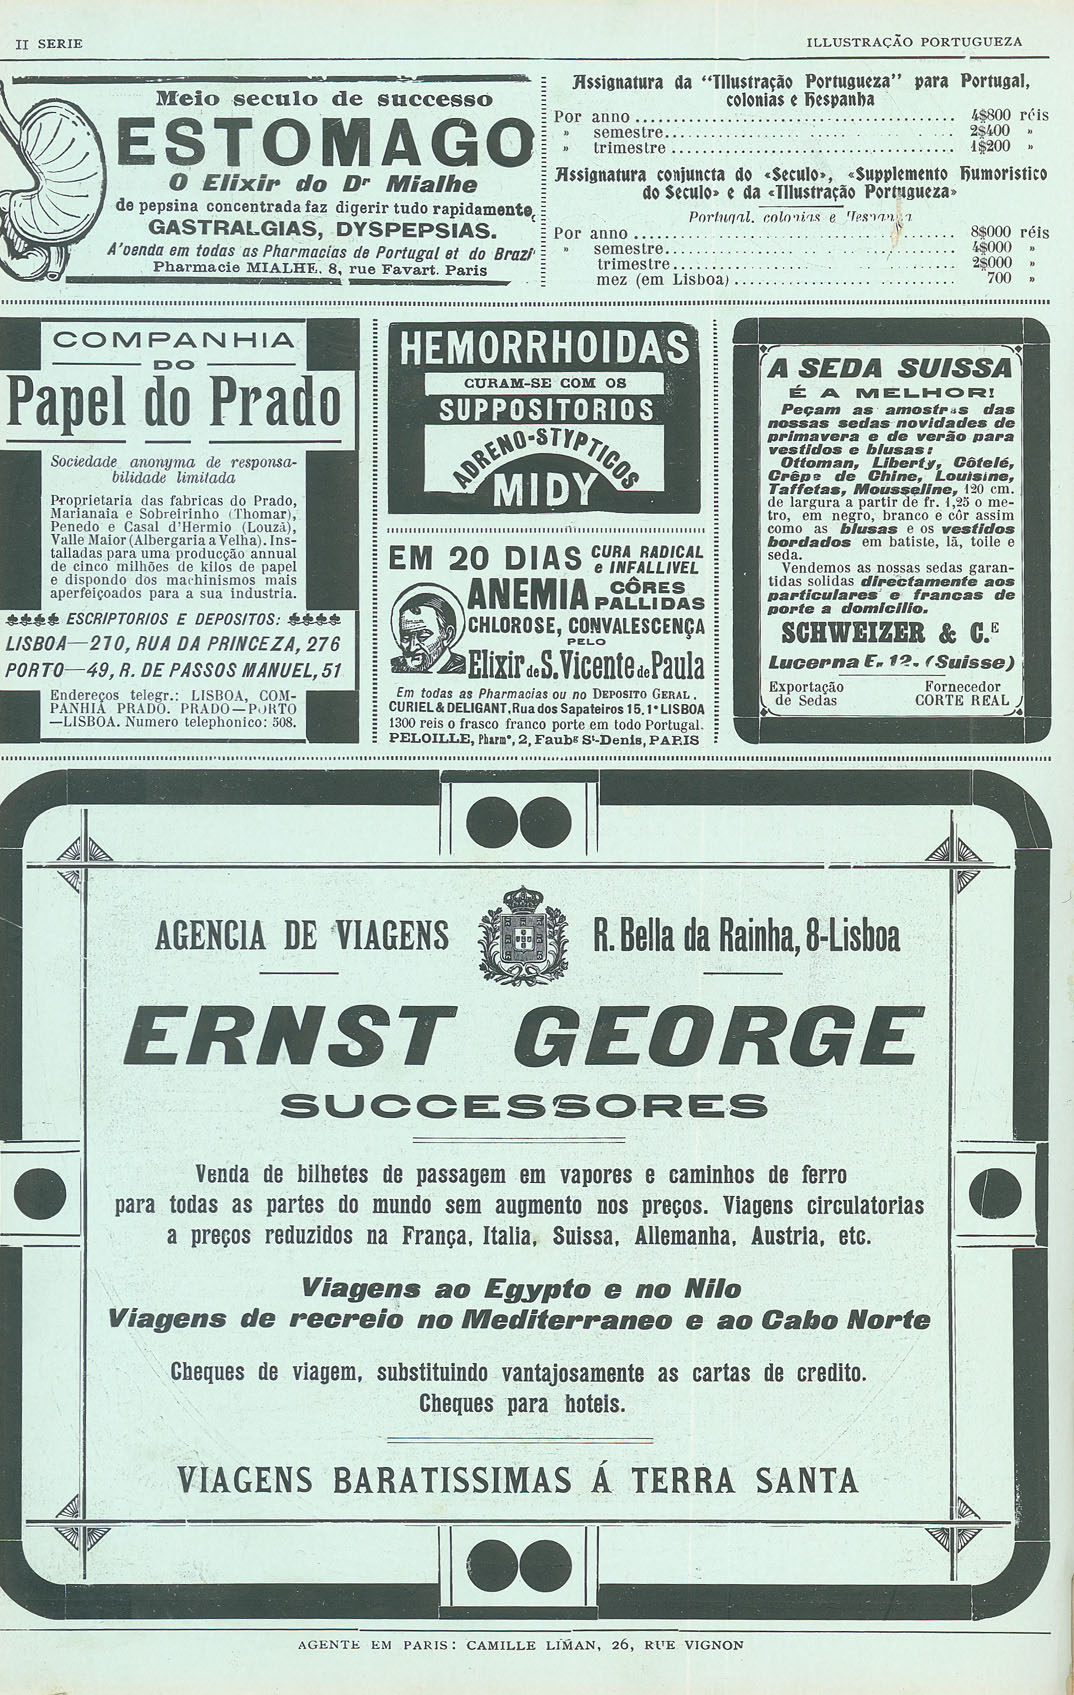 II SERIE
ILLUSTRAÇÃO PORTUGUEZA
Meio seculo de successo
ESTOMAGO
O Elixir do Dr Mialhe
de pepsina concentrada faz digerir tudo rapidamente,
GASTRALGIAS, DYSPEPSIAS.
A'venda em todas as Pharmacias de Portugal et do Brazi
Pharmacie MIALHE, 8, rue Favart. Paris
Assignatura da "Illustração Portugueza" para Portugal,
colonias e Hespanha
Por anno ........................................ 4$800 réis
» semestre........................................ 2$400 »
» trimestre ........................................ 1$200 »
Assignatura conjuncta do «Seculo», «Supplemento Humoristico
do Seculo» e da «Illustração Portugueza»
Portugal, colonias e Hespanha
Por anno ........................................ 8$000 réis
» semestre........................................ 4$000 »
trimestre........................................ 2$000 »
mez (em Lisboa) ............................ 700 »
COMPANHIA
DO
Papel do Prado
Sociedade anonyma de responsa-
bilidade limitada
Proprietaria das fabricas do Prado,
Marianaia e Sobreirinho (Thomar),
Penedo e Casal d'Hermio (Louzã),
Valle Maior (Albergaria a Velha). Ins-
talladas para uma producção annual
de cinco milhões de kilos de papel
e dispondo dos machinismos mais
aperfeiçoados para a sua industria.
ESCRIPTORIOS E DEPOSITOS:
LISBOA—270, RUA DA PRINCEZA, 276
PORTO—49, R. DE PASSOS MANUEL, 51
Endereços telegr.: LISBOA, COM-
PANHIA PRADO. PRADO—PORTO
—LISBOA. Numero telephonico: 508.
HEMORRHOIDAS
CURAM-SE COM OS
SUPPOSITORIOS
ADRENO-STYPTICOS
MIDY
EM 20 DIAS CURA RADICAL
e INFALLIVEL
ANEMIA CÔRES
PALLIDAS
CHLOROSE, CONVALESCENÇA
PELO
Elixir de S. Vicente de Paula
Em todas as Pharmacias ou no DEPOSITO GERAL.
CURIEL & DELIGANT, Rua dos Sapateiros 15, 1º LISBOA
1300 reis o frasco franco porte em todo Portugal.
PELOILLE, Pharmº, 2, Faubg St-Denis, PARIS
A SEDA SUISSA
É A MELHOR!
Peçam as amostras das
nossas sedas novidades de
primavera e de verão para
vestidos e blusas:
Ottoman, Liberty, Côtelé,
Crêpe de Chine, Louisine,
Taffetas, Mousseline, 120 cm.
de largura a partir de fr. 1,25 o me-
tro, em negro, branco e côr assim
como as blusas e os vestidos
bordados em batiste, lã, toile e
seda.
Vendemos as nossas sedas garan-
tidas solidas directamente aos
particulares e francas de
porte a domicilio.
SCHWEIZER & C.E
Lucerna E. 12. (Suisse)
Exportação
de Sedas
Fornecedor
CORTE REAL
AGENCIA DE VIAGENS
R. Bella da Rainha, 8-Lisboa
ERNST GEORGE
SUCCESSORES
Venda de bilhetes de passagem em vapores e caminhos de ferro
para todas as partes do mundo sem augmento nos preços. Viagens circulatorias
a preços reduzidos na França, Italia, Suissa, Allemanha, Austria, etc.
Viagens ao Egypto e no Nilo
Viagens de recreio no Mediterraneo e ao Cabo Norte
Cheques de viagem, substituindo vantajosamente as cartas de credito.
Cheques para hoteis.
VIAGENS BARATISSIMAS Á TERRA SANTA
AGENTE EM PARIS: CAMILLE LIMAN, 26, RUE VIGNON